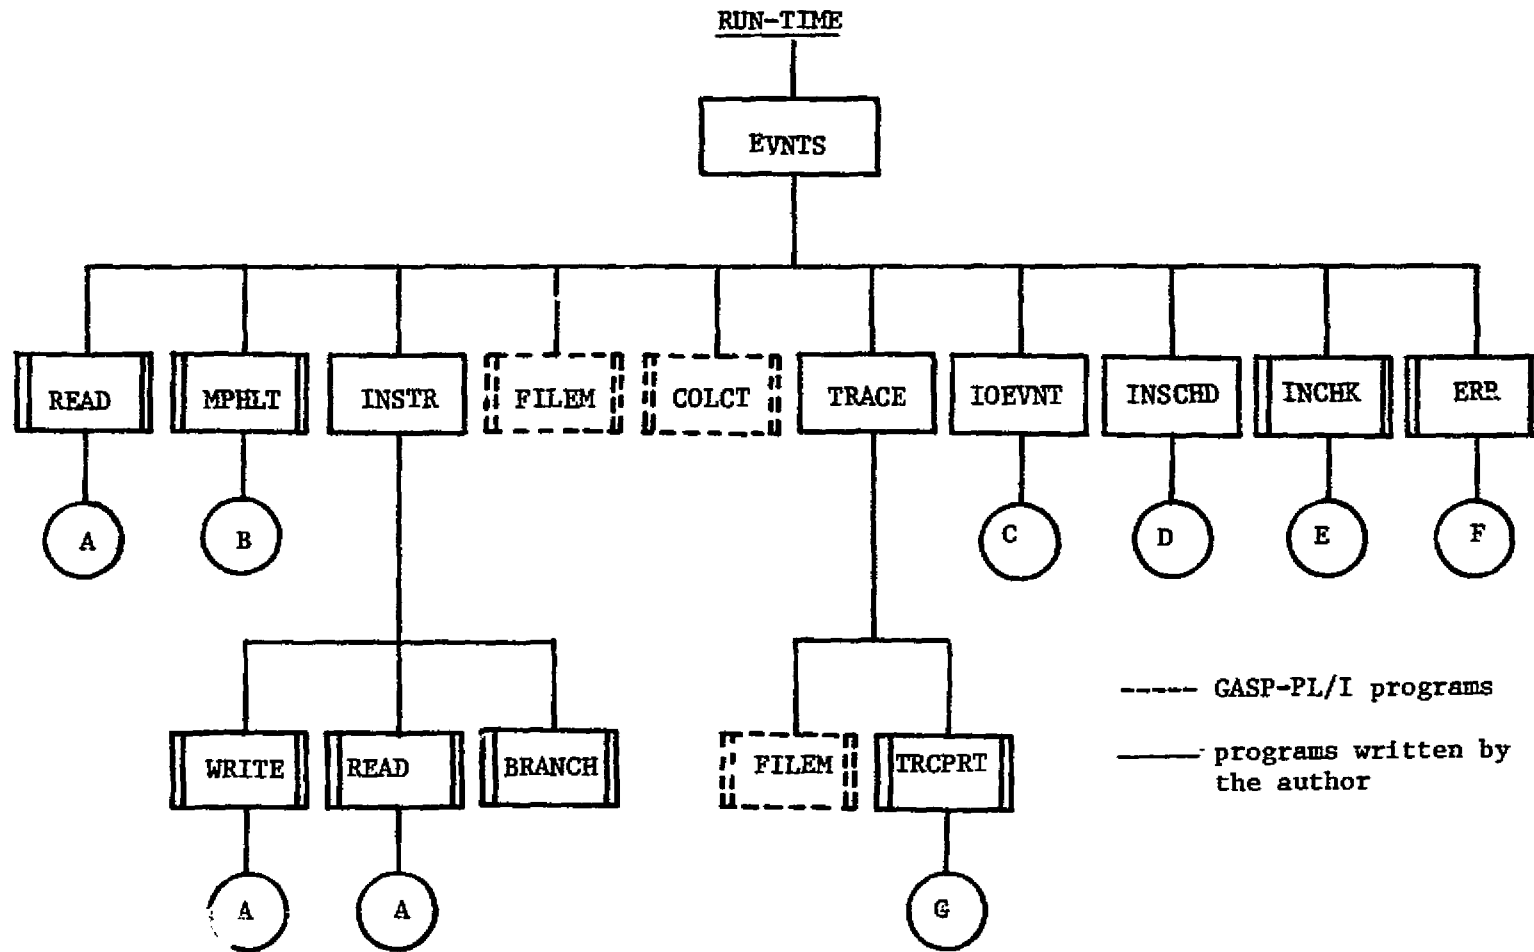 RUN-TIME
EVNTS
READ
MPHLT
INSTR
FILEM
COLCT
TRACE
IOEVNT
INSCHD
INCHK
ERR
A
B
C
D
E
F
WRITE
READ
BRANCH
FILEM
TRCPRT
GASP-PL/I programs
programs written by
the author
A
A
G